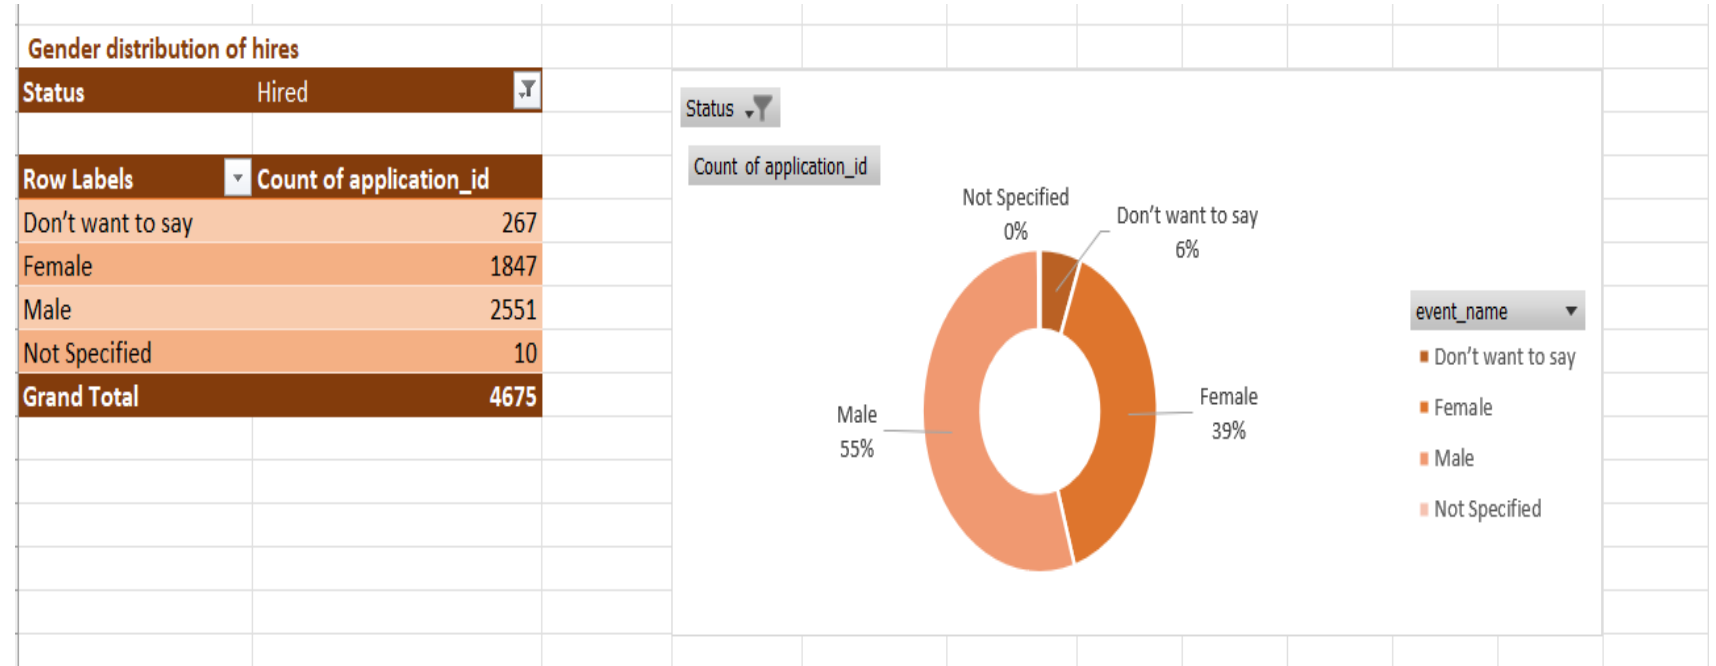 Gender distribution of hires
Status Hired
Row Labels Count of application_id
Don’t want to say 267
Female 1847
Male 2551
Not Specified 10
Grand Total 4675
Status
Count of application_id
Not Specified
0%
Don’t want to say
6%
Female
39%
Male
55%
event_name
Don’t want to say
Female
Male
Not Specified